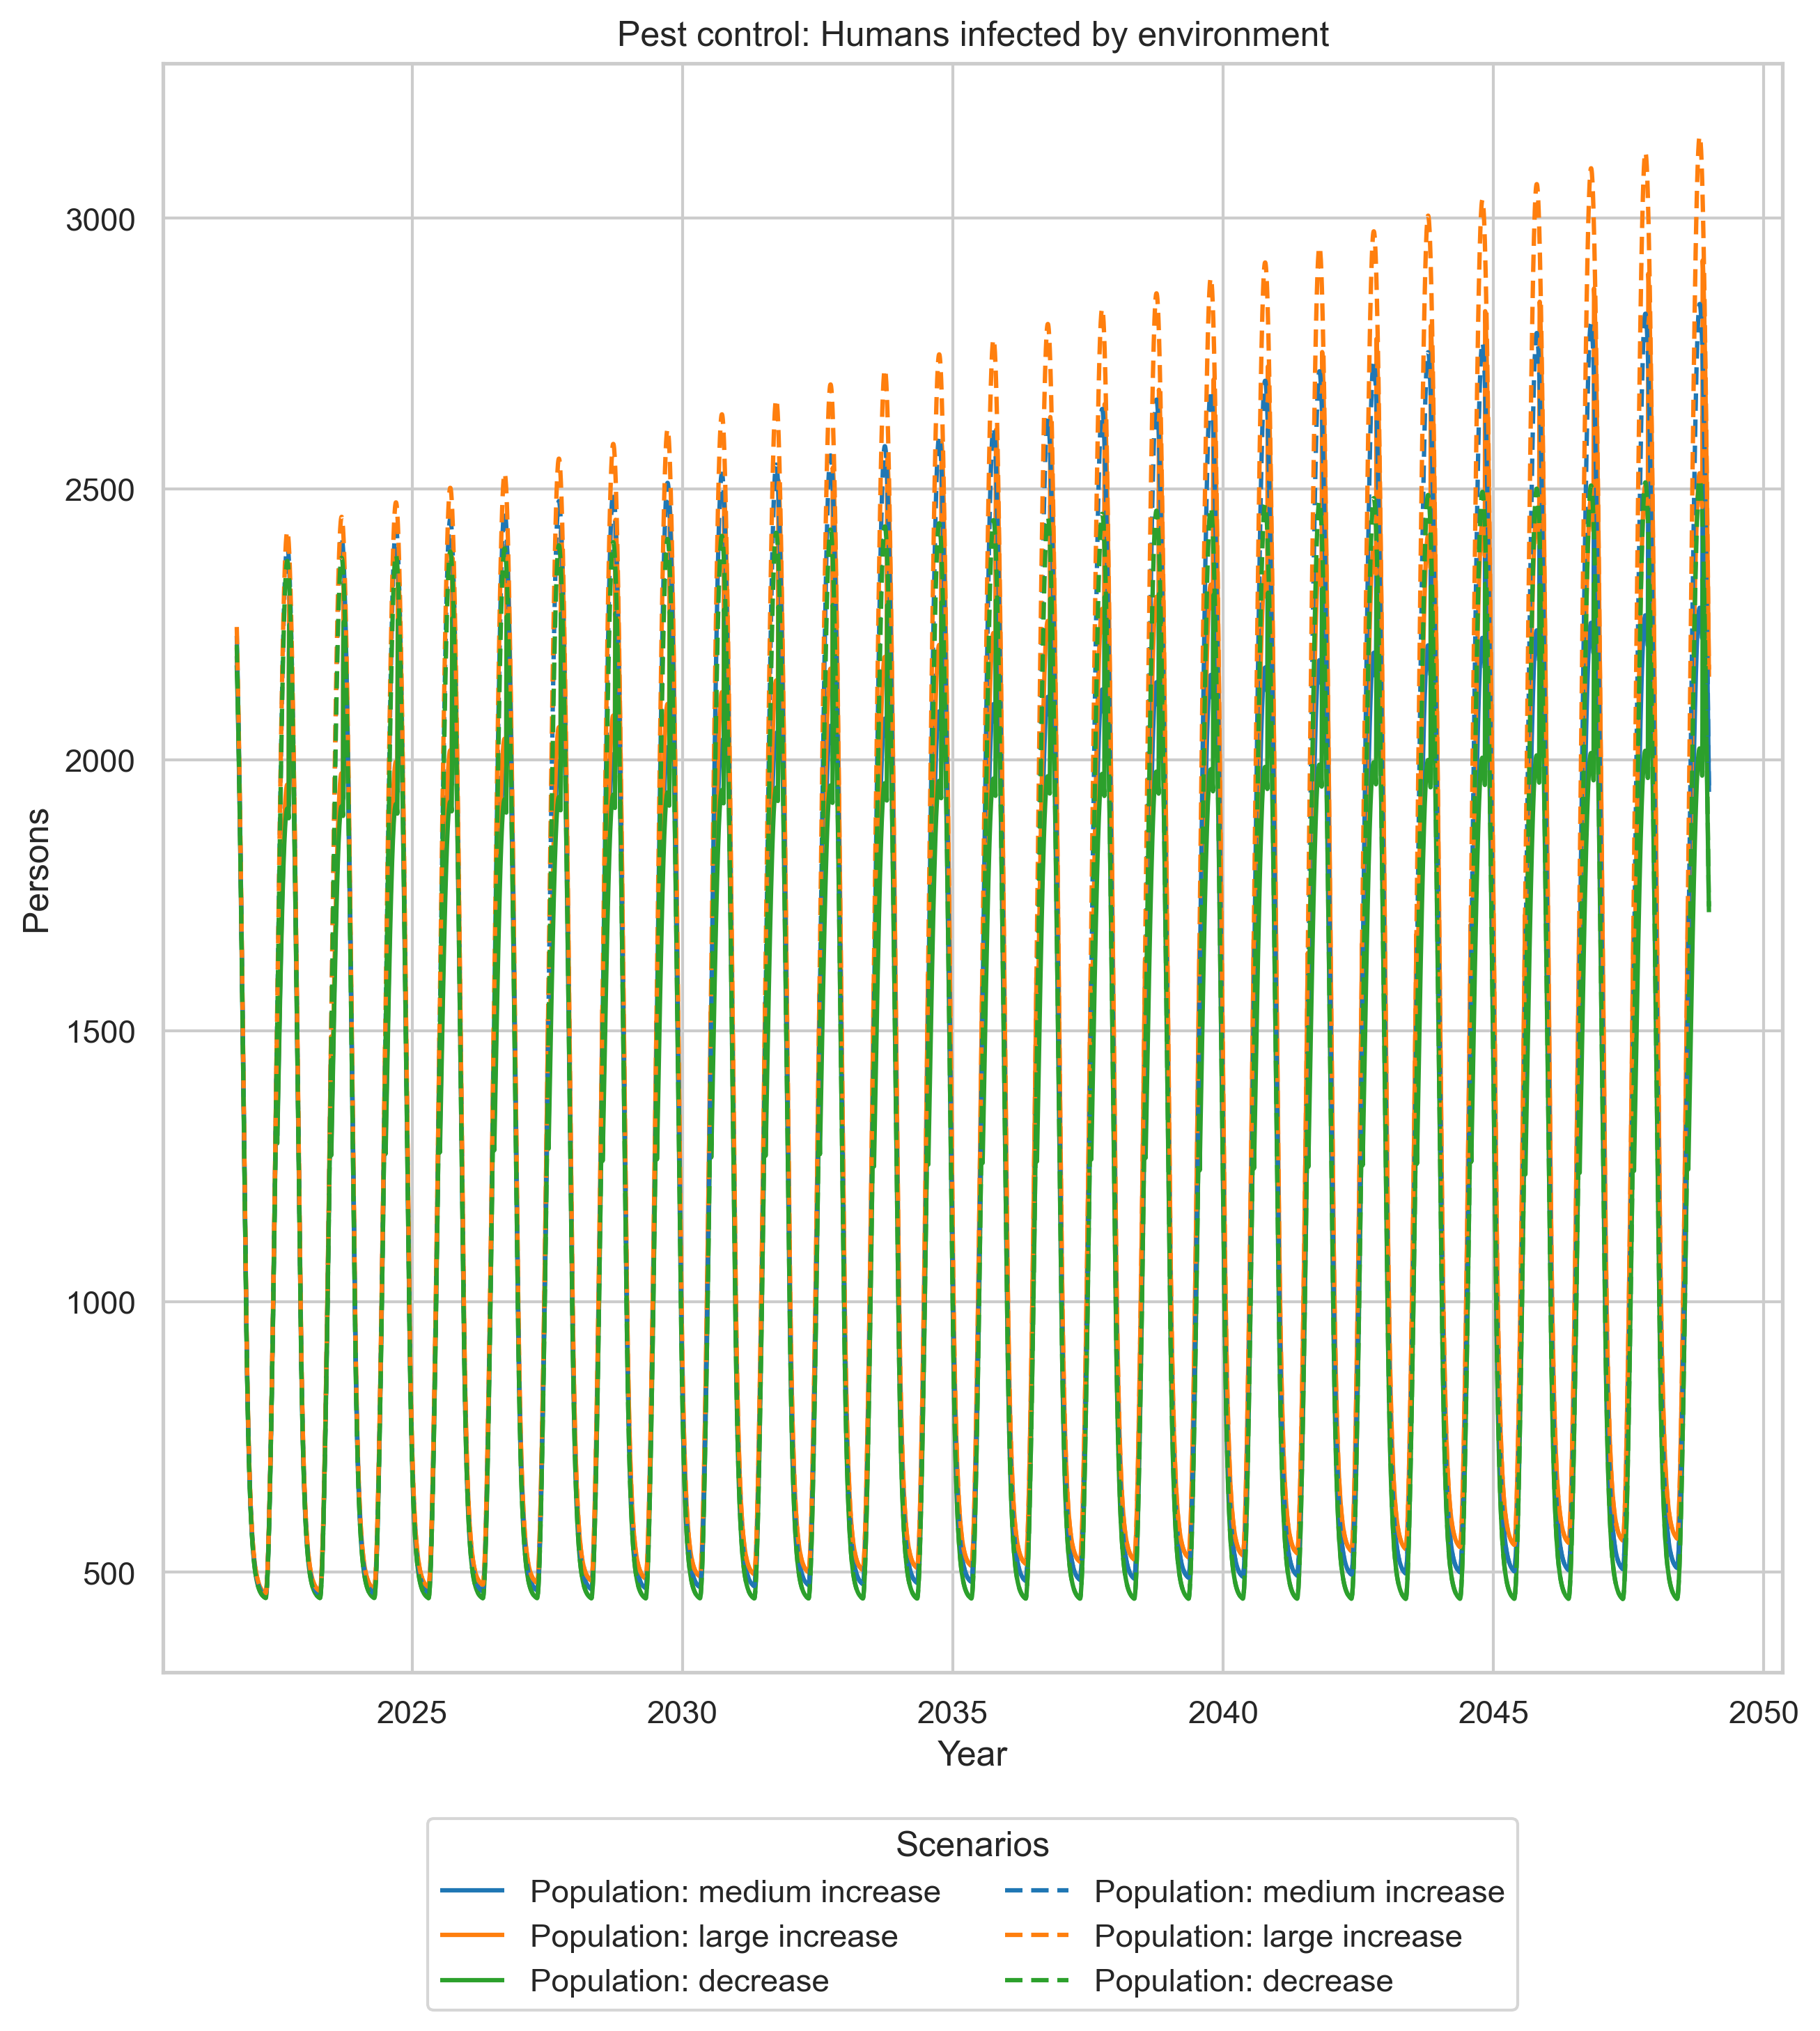 Pest control: Humans infected by environment
3000
2500
2000
1500
1000
500
Persons
2025 2030 2035 2040 2045 2050
Year
Scenarios
Population: medium increase Population: medium increase
Population: large increase Population: large increase
Population: decrease Population: decrease